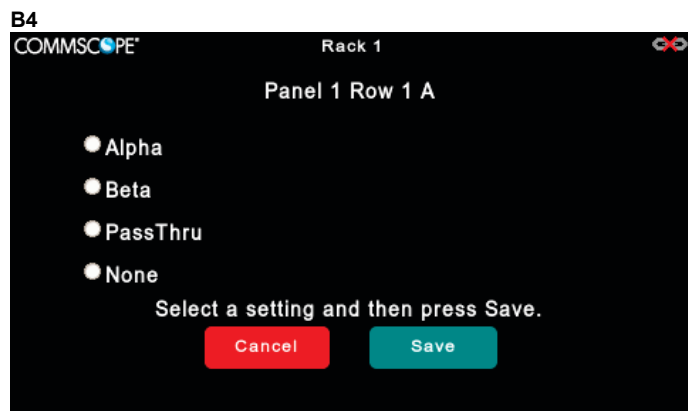 B4
COMMSCOPE® Rack 1
Panel 1 Row 1 A
Alpha
Beta
PassThru
None
Select a setting and then press Save.
Cancel Save